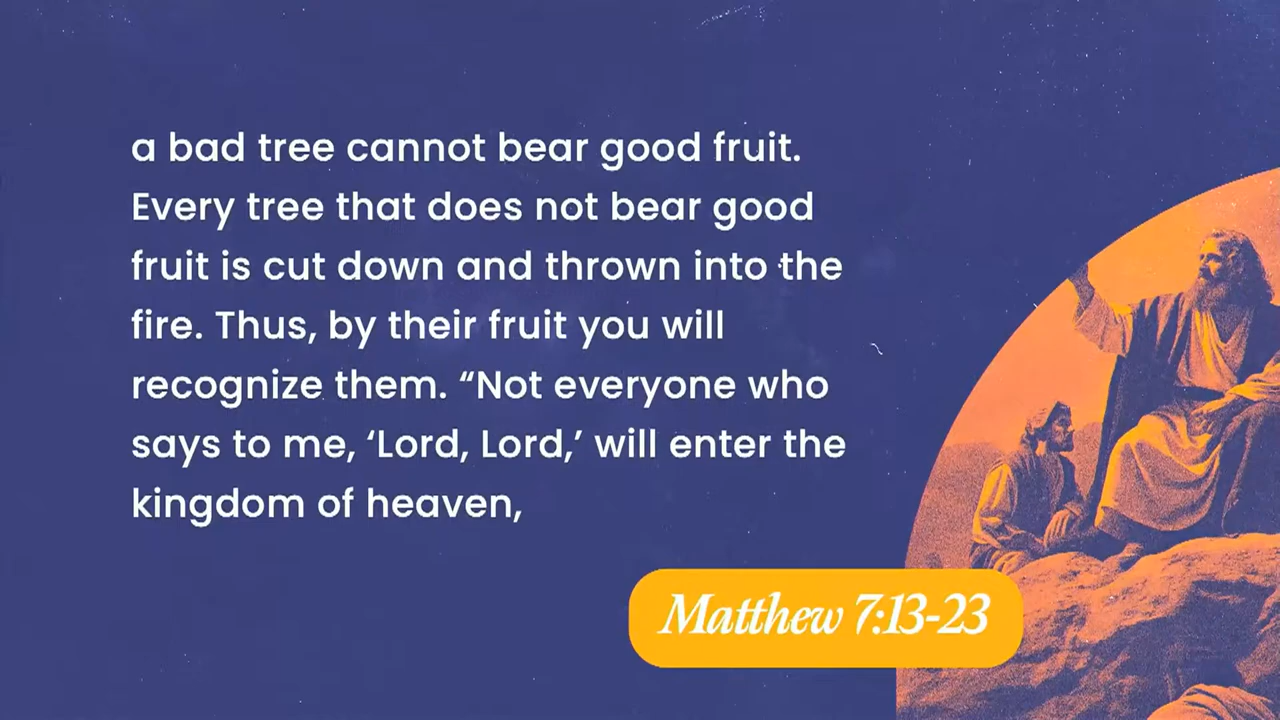 a bad tree cannot bear good fruit.
Every tree that does not bear good
fruit is cut down and thrown into the
fire. Thus, by their fruit you will
recognize them. “Not everyone who
says to me, ‘Lord, Lord,’ will enter the
kingdom of heaven,
Matthew 7:13-23